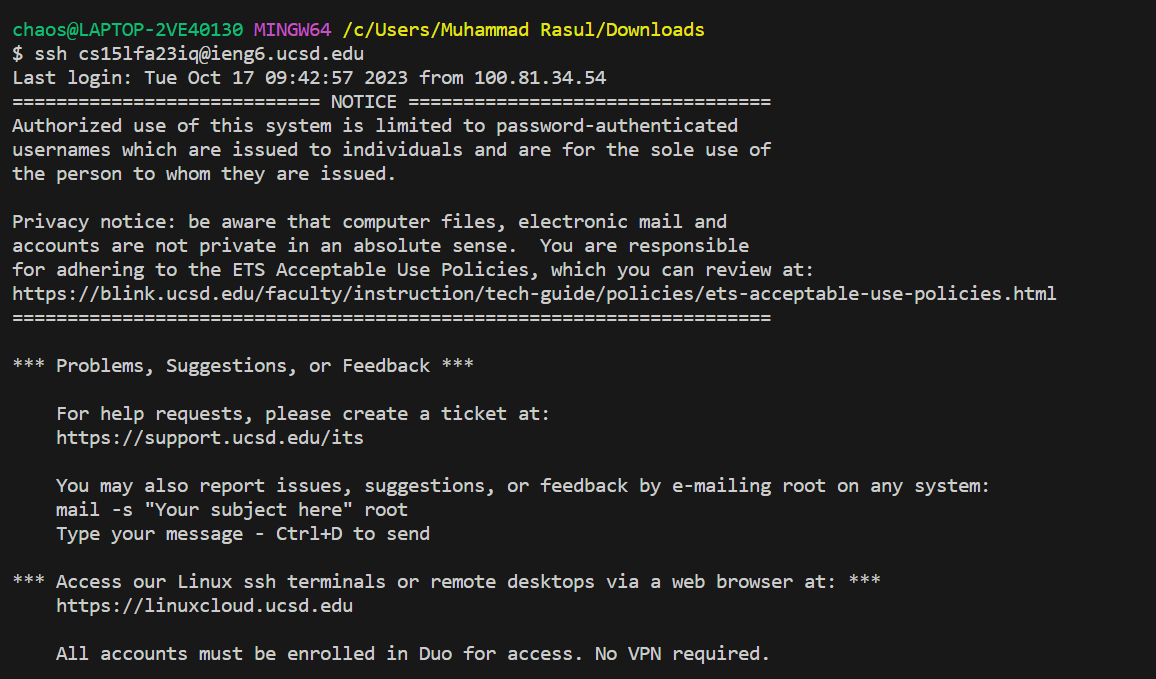 chaos@LAPTOP-2VE40130 MINGW64 /c/Users/Muhammad Rasul/Downloads
$ ssh cs15lfa23iq@ieng6.ucsd.edu
Last login: Tue Oct 17 09:42:57 2023 from 100.81.34.54
============================ NOTICE =================================
Authorized use of this system is limited to password-authenticated
usernames which are issued to individuals and are for the sole use of
the person to whom they are issued.

Privacy notice: be aware that computer files, electronic mail and
accounts are not private in an absolute sense.  You are responsible
for adhering to the ETS Acceptable Use Policies, which you can review at:
https://blink.ucsd.edu/faculty/instruction/tech-guide/policies/ets-acceptable-use-policies.html
=====================================================================

*** Problems, Suggestions, or Feedback ***

    For help requests, please create a ticket at:
    https://support.ucsd.edu/its

    You may also report issues, suggestions, or feedback by e-mailing root on any system:
    mail -s "Your subject here" root
    Type your message - Ctrl+D to send

*** Access our Linux ssh terminals or remote desktops via a web browser at: ***
    https://linuxcloud.ucsd.edu

    All accounts must be enrolled in Duo for access. No VPN required.